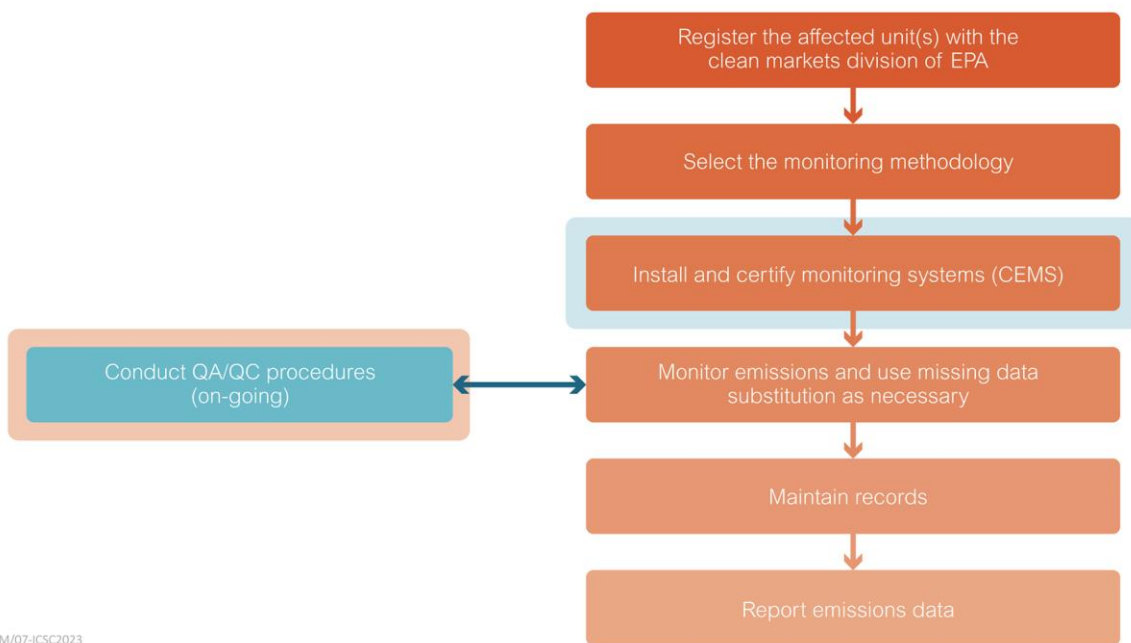 Register the affected unit(s) with the
clean markets division of EPA
Select the monitoring methodology
Install and certify monitoring systems (CEMS)
Conduct QA/QC procedures
(on-going)
Monitor emissions and use missing data
substitution as necessary
Maintain records
Report emissions data
M/07-ICSC2023